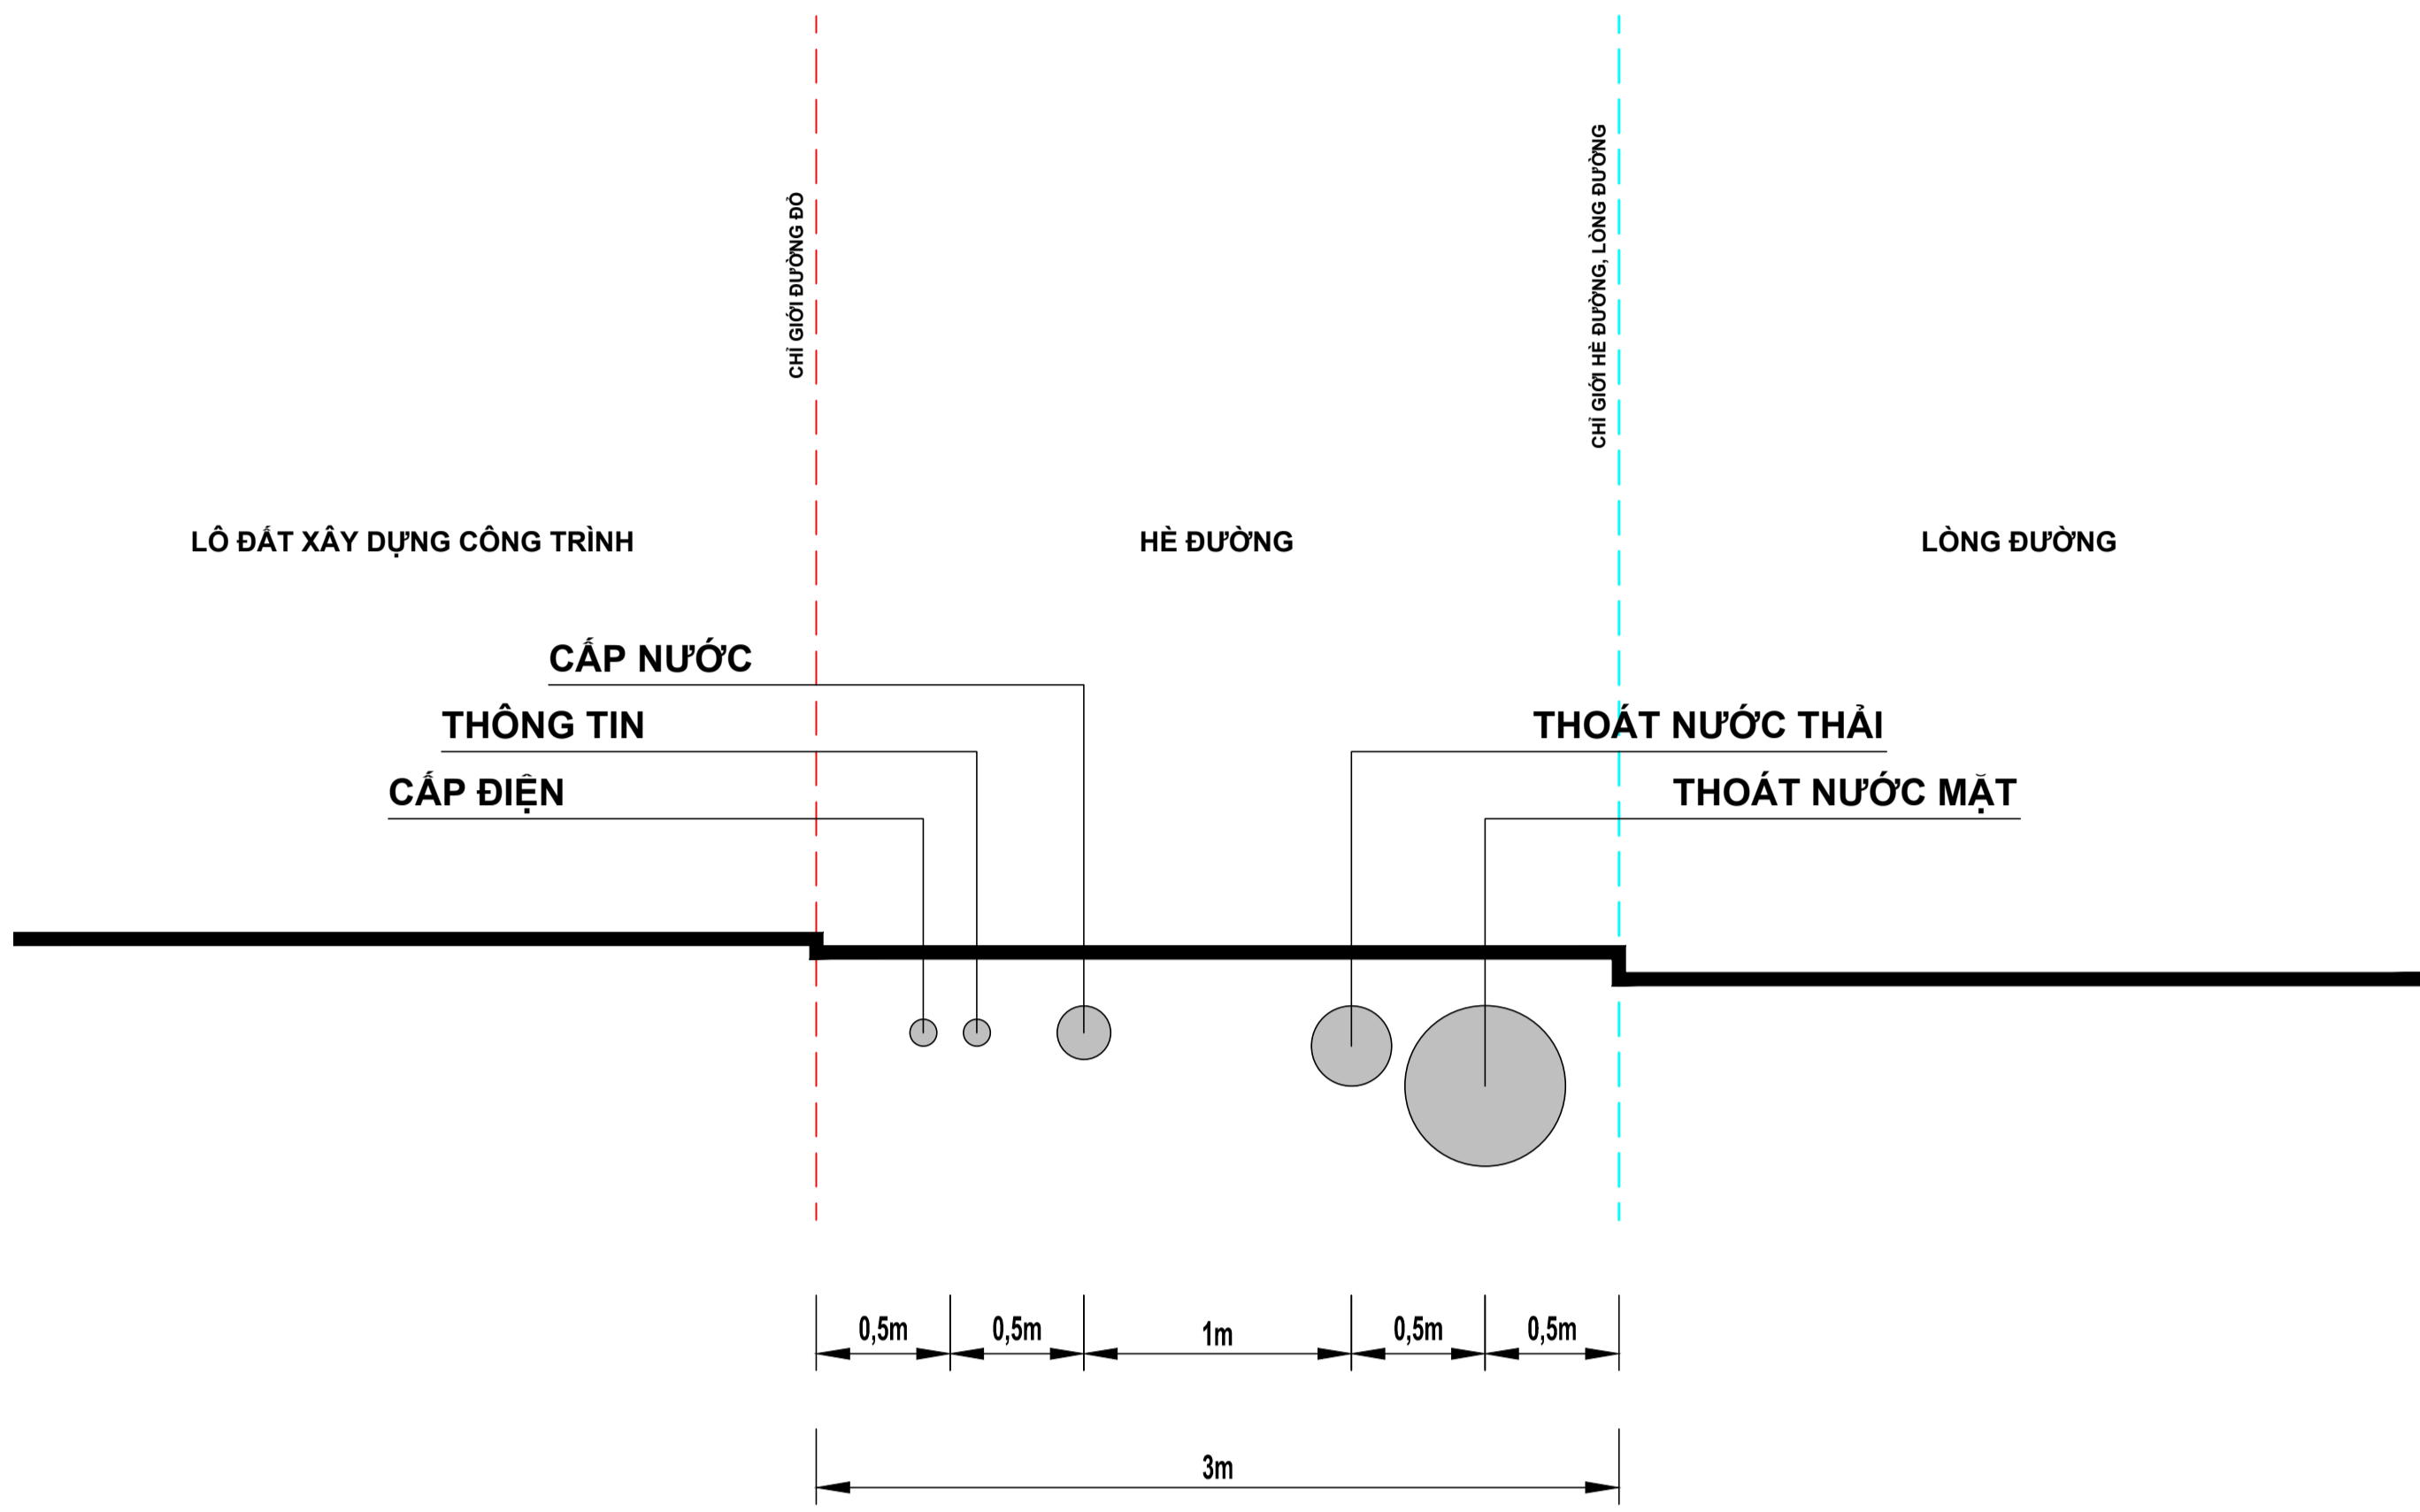 CHỈ GIỚI ĐƯỜNG ĐỎ
CHỈ GIỚI HÈ ĐƯỜNG, LÒNG ĐƯỜNG
LÔ ĐẤT XÂY DỰNG CÔNG TRÌNH
HÈ ĐƯỜNG
LÒNG ĐƯỜNG
CẤP NƯỚC
THÔNG TIN
CẤP ĐIỆN
THOÁT NƯỚC THẢI
THOÁT NƯỚC MẶT
0,5m
0,5m
1m
0,5m
0,5m
3m